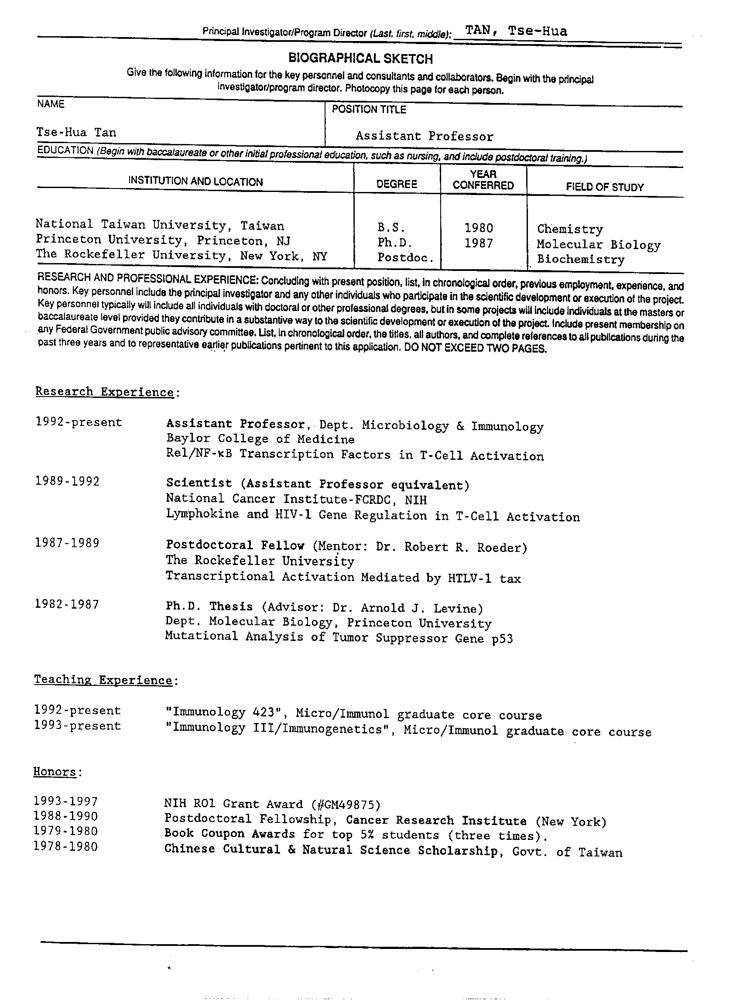 Principal Investigator/Program Director (Last, first, middle): TAN, Tse-Hua
BIOGRAPHICAL SKETCH
Give the following information for the key personnel and consultants and collaborators. Begin with the principal
investigator/program director. Photocopy this page for each person.
NAME
POSITION TITLE
Tse-Hua Tan
Assistant Professor
EDUCATION (Begin with baccalaureate or other initial professional education, such as nursing, and include postdoctoral training.)
INSTITUTION AND LOCATION
DEGREE
YEAR
CONFERRED
FIELD OF STUDY
National Taiwan University, Taiwan B.S. 1980 Chemistry
Princeton University, Princeton, NJ Ph.D. 1987 Molecular Biology
The Rockefeller University, New York, NY Postdoc. Biochemistry
RESEARCH AND PROFESSIONAL EXPERIENCE: Concluding with present position, list, in chronological order, previous employment, experience, and
honors. Key personnel include the principal investigator and any other individuals who participate in the scientific development or execution of the project.
Key personnel typically will include all individuals with doctoral or other professional degrees, but in some projects will include individuals at the masters or
baccalaureate level provided they contribute in a substantive way to the scientific development or execution of the project. Include present membership on
any Federal Government public advisory committee. List, in chronological order, the titles, all authors, and complete references to all publications during the
past three years and to representative earlier publications pertinent to this application. DO NOT EXCEED TWO PAGES.
Research Experience:
1992-present Assistant Professor, Dept. Microbiology & Immunology
Baylor College of Medicine
Rel/NF-κB Transcription Factors in T-Cell Activation
1989-1992 Scientist (Assistant Professor equivalent)
National Cancer Institute-FCRDC, NIH
Lymphokine and HIV-1 Gene Regulation in T-Cell Activation
1987-1989 Postdoctoral Fellow (Mentor: Dr. Robert R. Roeder)
The Rockefeller University
Transcriptional Activation Mediated by HTLV-1 tax
1982-1987 Ph.D. Thesis (Advisor: Dr. Arnold J. Levine)
Dept. Molecular Biology, Princeton University
Mutational Analysis of Tumor Suppressor Gene p53
Teaching Experience:
1992-present "Immunology 423", Micro/Immunol graduate core course
1993-present "Immunology III/Immunogenetics", Micro/Immunol graduate core course
Honors:
1993-1997 NIH RO1 Grant Award (#GM49875)
1988-1990 Postdoctoral Fellowship, Cancer Research Institute (New York)
1979-1980 Book Coupon Awards for top 5% students (three times).
1978-1980 Chinese Cultural & Natural Science Scholarship, Govt. of Taiwan